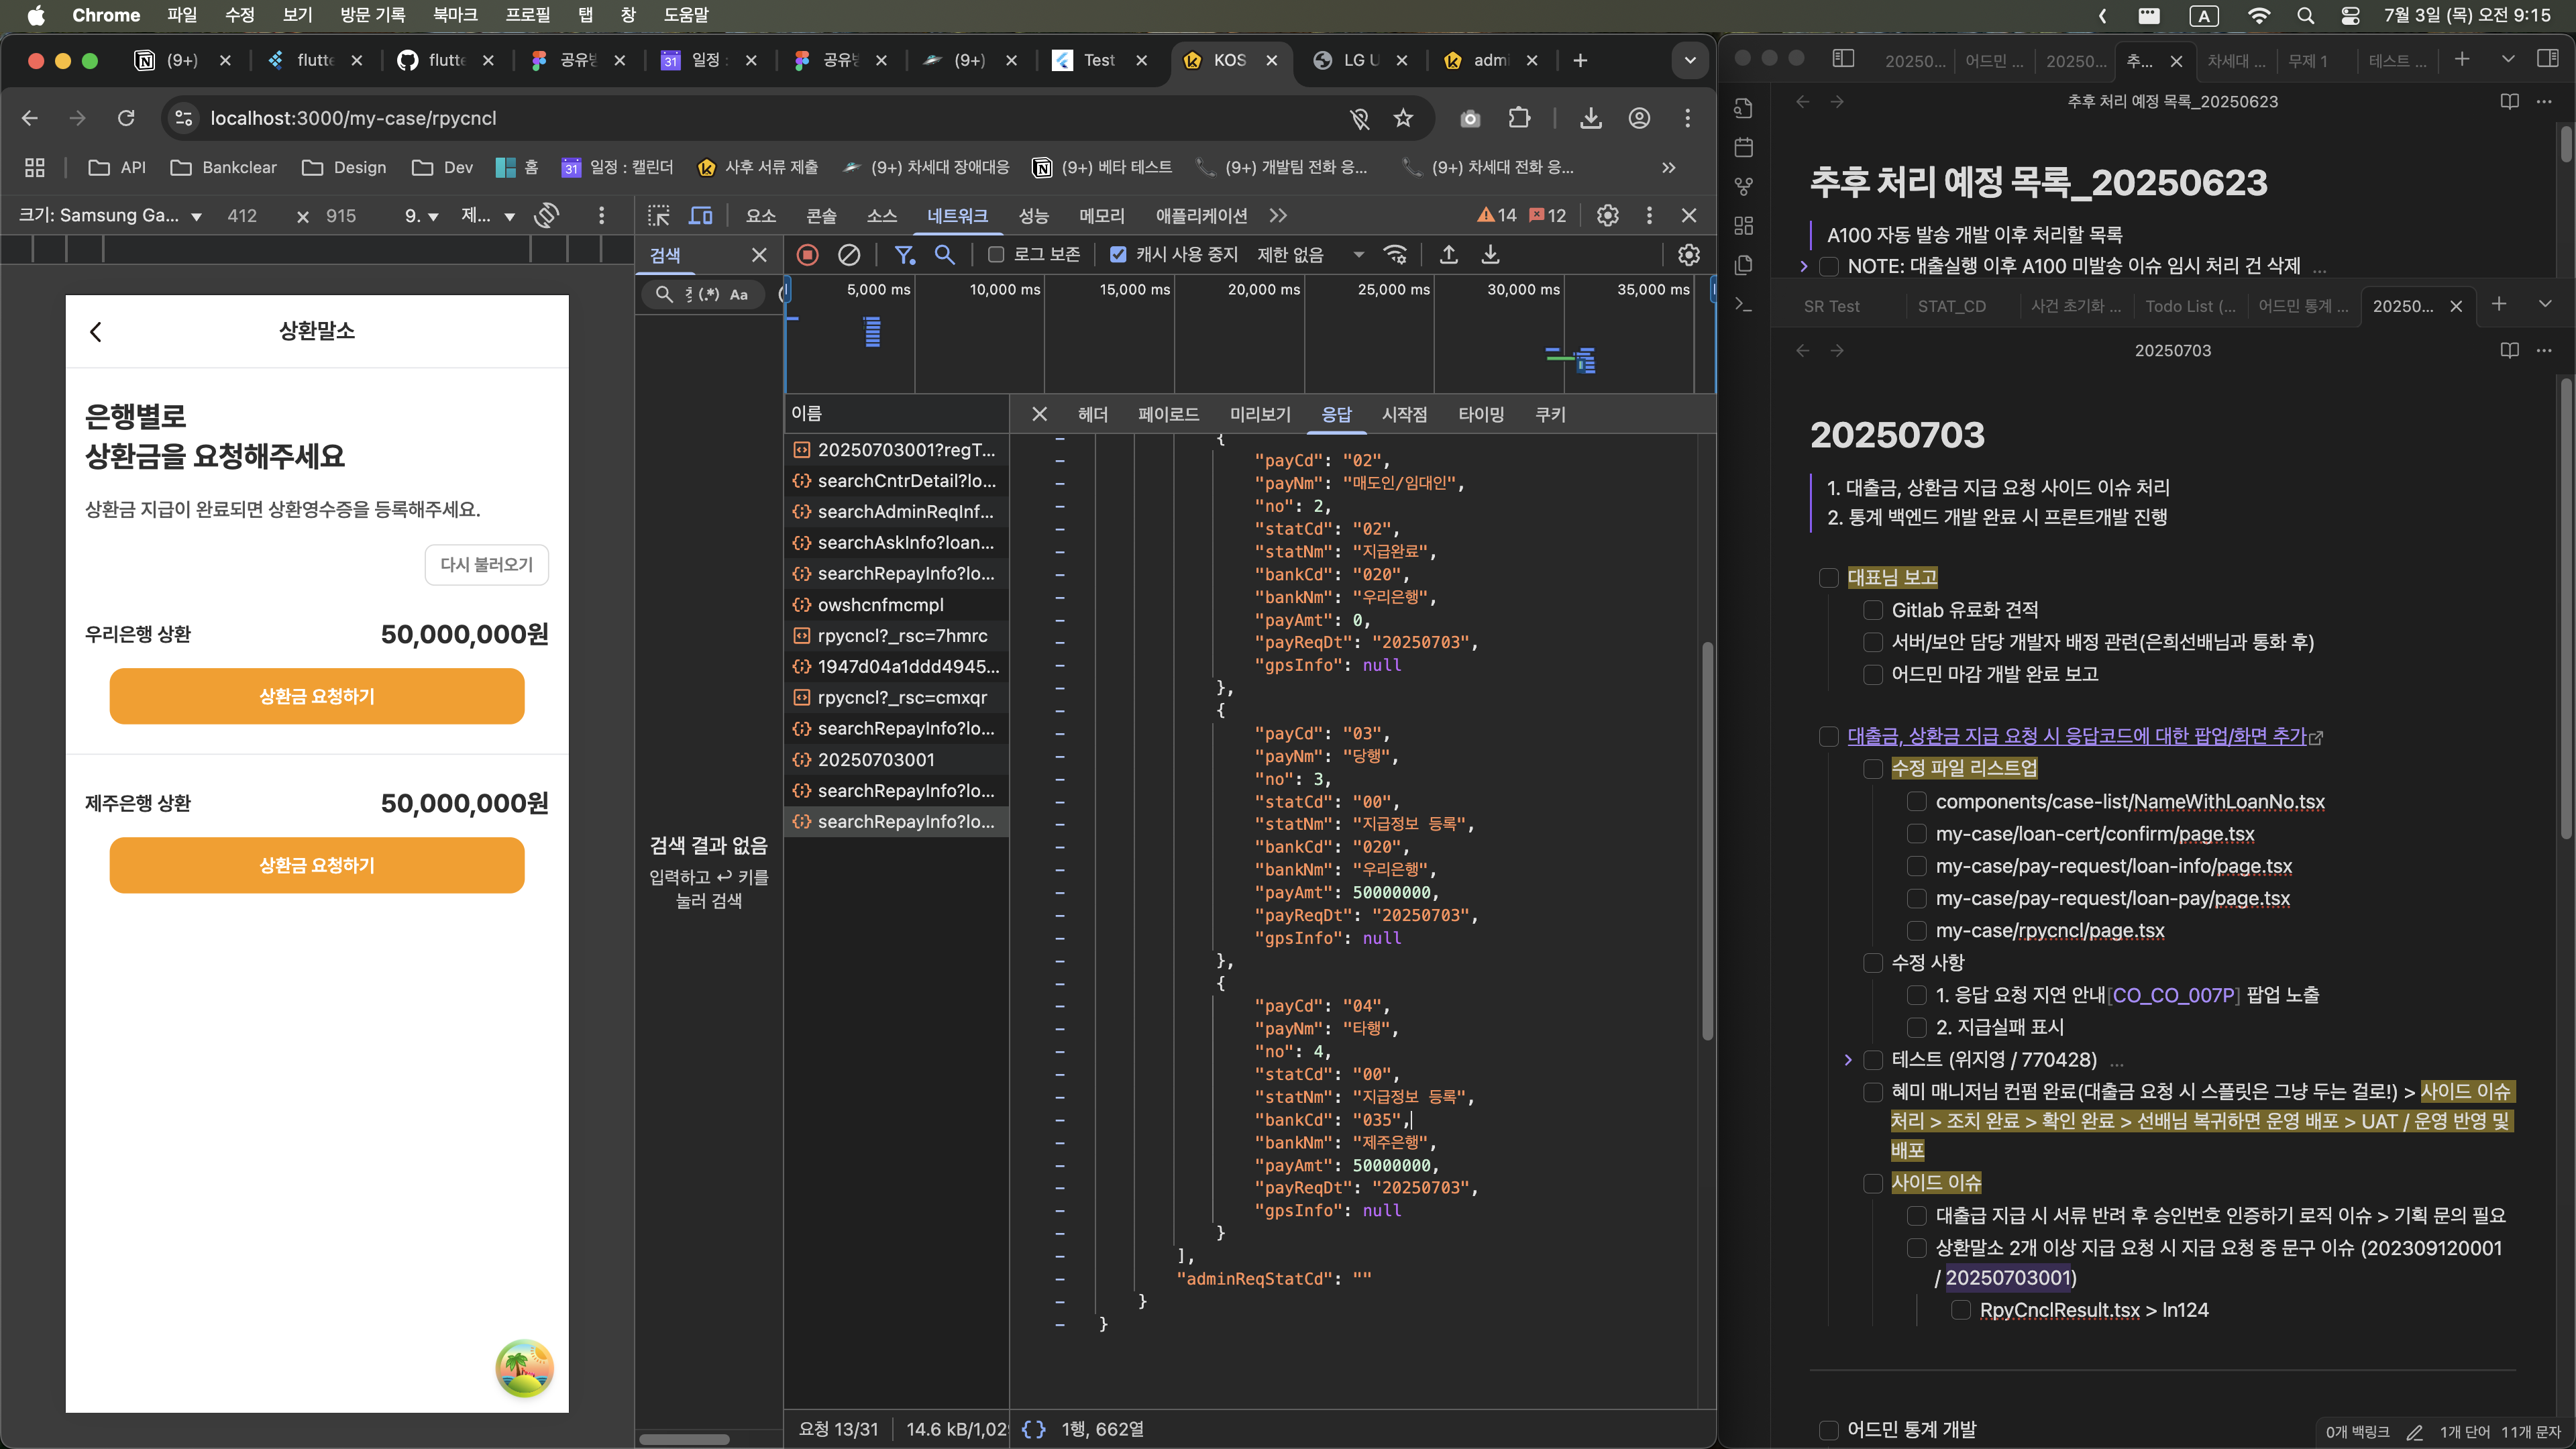 Chrome 파일 수정 보기 방문 기록 북마크 프로필 탭 창 도움말
A 7월 3일 (목) 오전 9:15
(9+) flutte flutte 공유방 31 일정 : 공유방 (9+) Test KOS LG U admi
localhost:3000/my-case/rpycncl
API Bankclear Design Dev 홈 31 일정 : 캘린더 사후 서류 제출 (9+) 차세대 장애대응 (9+) 베타 테스트 (9+) 개발팀 전화 응... (9+) 차세대 전화 응...
크기: Samsung Ga... 412 × 915 9. 제...
요소 콘솔 소스 네트워크 성능 메모리 애플리케이션 14 12
검색
로그 보존 캐시 사용 중지 제한 없음
(.*) Aa
5,000 ms 10,000 ms 15,000 ms 20,000 ms 25,000 ms 30,000 ms 35,000 ms
상환말소
은행별로
상환금을 요청해주세요
상환금 지급이 완료되면 상환영수증을 등록해주세요.
다시 불러오기
우리은행 상환 50,000,000원
상환금 요청하기
제주은행 상환 50,000,000원
상환금 요청하기
검색 결과 없음
입력하고 ↩ 키를
눌러 검색
이름
20250703001?regT...
searchCntrDetail?lo...
searchAdminReqInf...
searchAskInfo?loan...
searchRepayInfo?lo...
owshcnfmcmpl
rpycncl?_rsc=7hmrc
1947d04a1ddd4945...
rpycncl?_rsc=cmxqr
searchRepayInfo?lo...
20250703001
searchRepayInfo?lo...
searchRepayInfo?lo...
요청 13/31 14.6 kB/1,02
헤더 페이로드 미리보기 응답 시작점 타이밍 쿠키
{
"payCd": "02",
"payNm": "매도인/임대인",
"no": 2,
"statCd": "02",
"statNm": "지급완료",
"bankCd": "020",
"bankNm": "우리은행",
"payAmt": 0,
"payReqDt": "20250703",
"gpsInfo": null
},
{
"payCd": "03",
"payNm": "당행",
"no": 3,
"statCd": "00",
"statNm": "지급정보 등록",
"bankCd": "020",
"bankNm": "우리은행",
"payAmt": 50000000,
"payReqDt": "20250703",
"gpsInfo": null
},
{
"payCd": "04",
"payNm": "타행",
"no": 4,
"statCd": "00",
"statNm": "지급정보 등록",
"bankCd": "035",
"bankNm": "제주은행",
"payAmt": 50000000,
"payReqDt": "20250703",
"gpsInfo": null
}
],
"adminReqStatCd": ""
}
}
{} 1행, 662열
20250... 어드민 ... 20250... 추... 차세대 ... 무제 1 테스트 ...
추후 처리 예정 목록_20250623
추후 처리 예정 목록_20250623
A100 자동 발송 개발 이후 처리할 목록
NOTE: 대출실행 이후 A100 미발송 이슈 임시 처리 건 삭제 ...
SR Test STAT_CD 사건 초기화 ... Todo List (... 어드민 통계 ... 20250...
20250703
20250703
1. 대출금, 상환금 지급 요청 사이드 이슈 처리
2. 통계 백엔드 개발 완료 시 프론트개발 진행
대표님 보고
Gitlab 유료화 견적
서버/보안 담당 개발자 배정 관련(은희선배님과 통화 후)
어드민 마감 개발 완료 보고
대출금, 상환금 지급 요청 시 응답코드에 대한 팝업/화면 추가
수정 파일 리스트업
components/case-list/NameWithLoanNo.tsx
my-case/loan-cert/confirm/page.tsx
my-case/pay-request/loan-info/page.tsx
my-case/pay-request/loan-pay/page.tsx
my-case/rpycncl/page.tsx
수정 사항
1. 응답 요청 지연 안내[CO_CO_007P] 팝업 노출
2. 지급실패 표시
테스트 (위지영 / 770428) ...
혜미 매니저님 컨펌 완료(대출금 요청 시 스플릿은 그냥 두는 걸로!) > 사이드 이슈
처리 > 조치 완료 > 확인 완료 > 선배님 복귀하면 운영 배포 > UAT / 운영 반영 및
배포
사이드 이슈
대출급 지급 시 서류 반려 후 승인번호 인증하기 로직 이슈 > 기획 문의 필요
상환말소 2개 이상 지급 요청 시 지급 요청 중 문구 이슈 (202309120001
/ 20250703001)
RpyCnclResult.tsx > ln124
어드민 통계 개발
0개 백링크 1개 단어 11개 문자